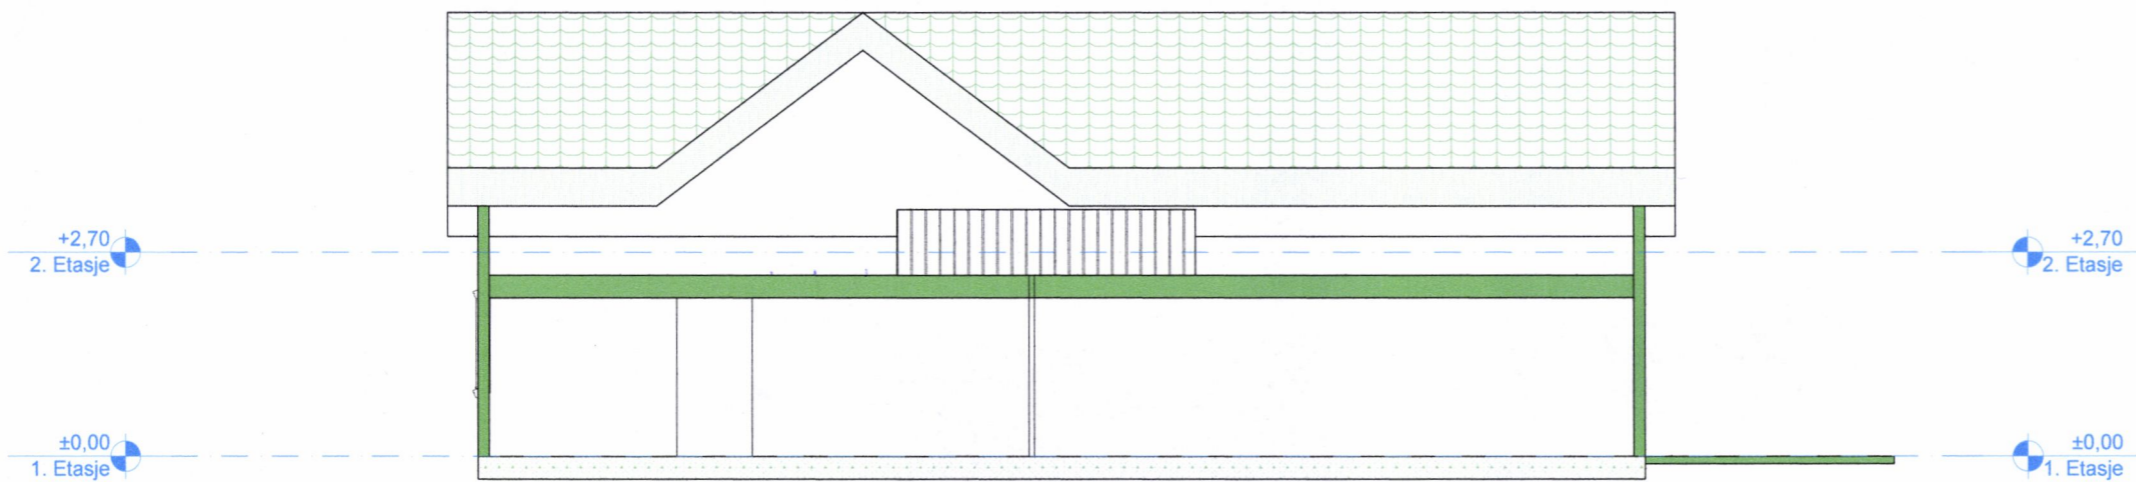 +2,70
2. Etasje
+2,70
2. Etasje
±0,00
1. Etasje
±0,00
1. Etasje